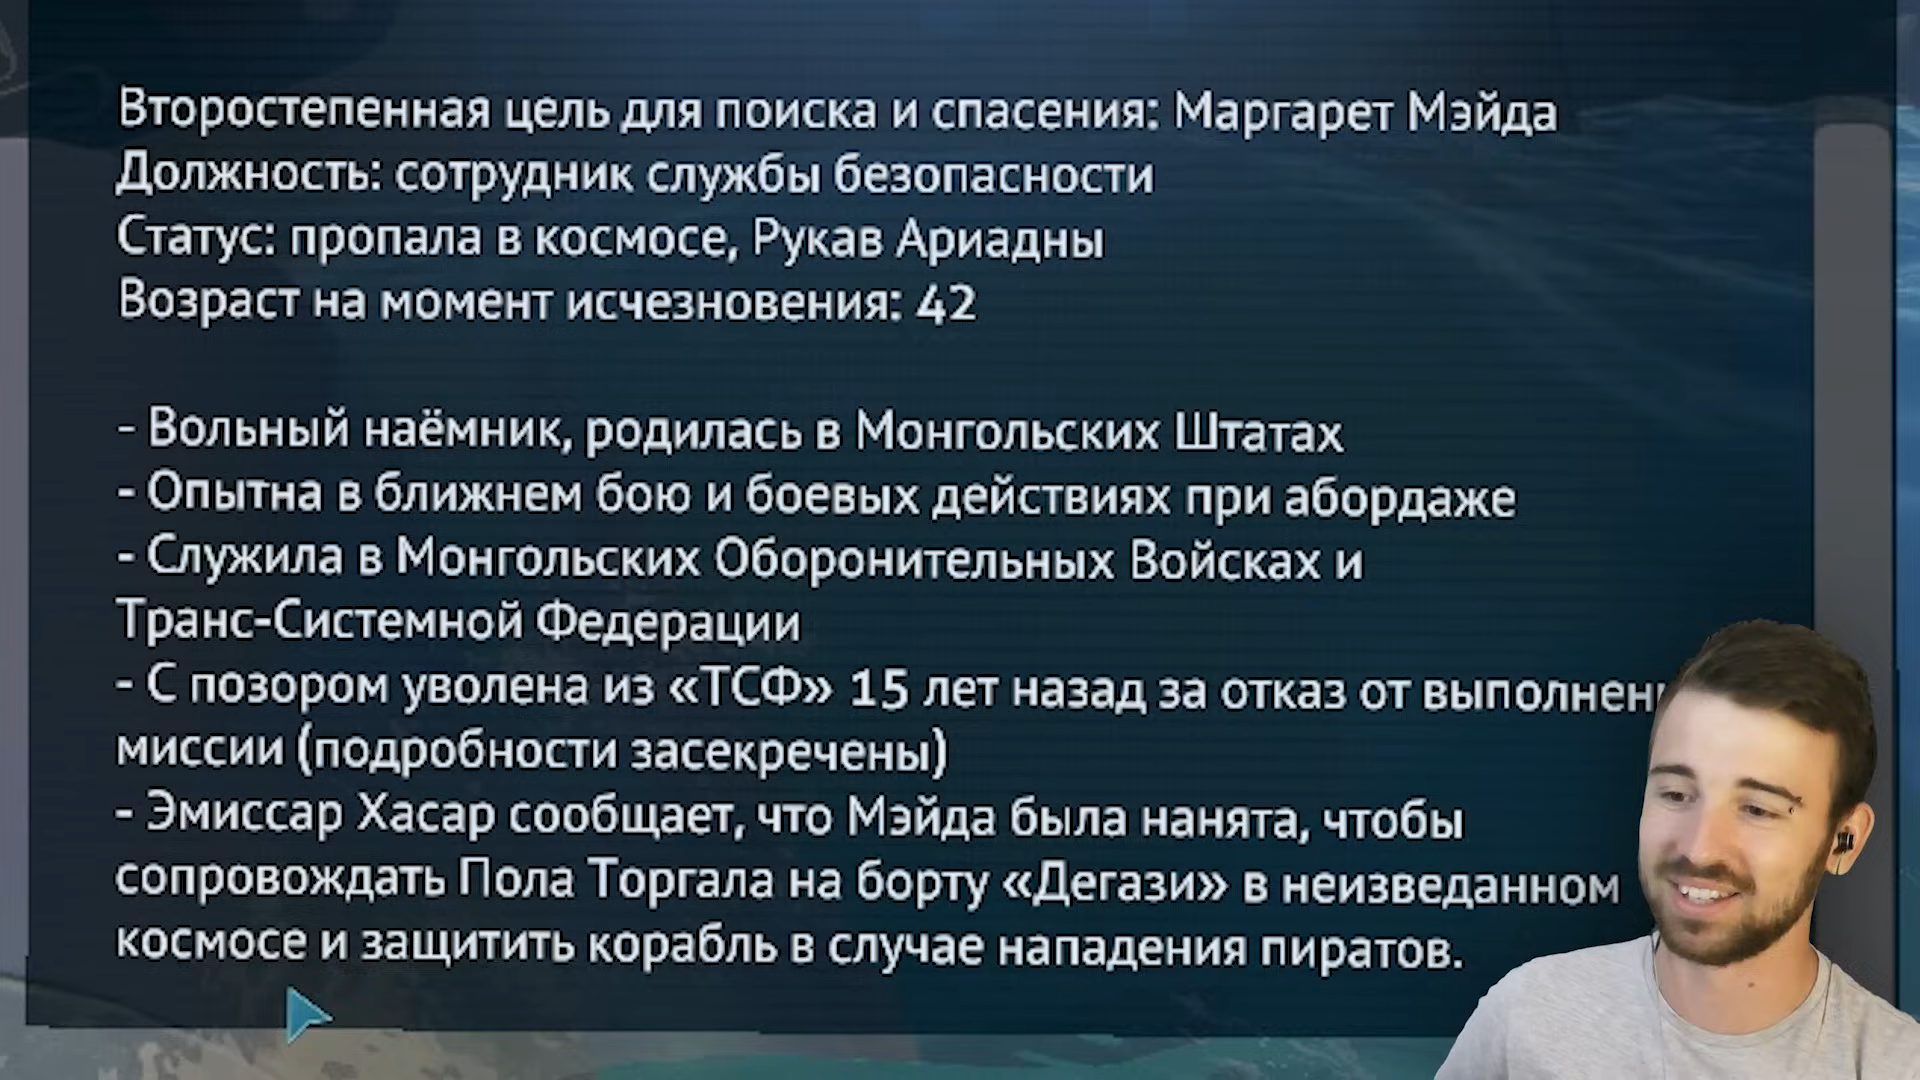 Второстепенная цель для поиска и спасения: Маргарет Мэйда
Должность: сотрудник службы безопасности
Статус: пропала в космосе, Рукав Ариадны
Возраст на момент исчезновения: 42
- Вольный наёмник, родилась в Монгольских Штатах
- Опытна в ближнем бою и боевых действиях при абордаже
- Служила в Монгольских Оборонительных Войсках и
Транс-Системной Федерации
- С позором уволена из «ТСФ» 15 лет назад за отказ от
миссии (подробности засекречены)
- Эмиссар Хасар сообщает, что Мэйда была нанята, чтобы
сопровождать Пола Торгала на борту «Дегази» в неизведанном
космосе и защитить корабль в случае нападения пиратов.